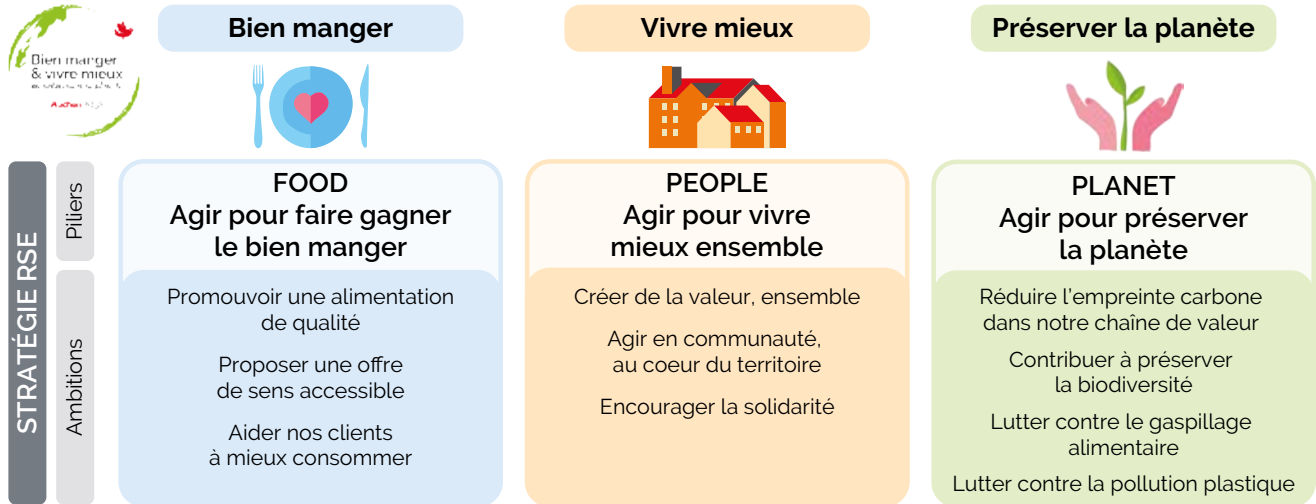 Bien manger
& vivre mieux
Auchan
Bien manger
Vivre mieux
Préserver la planète
STRATÉGIE RSE
Piliers
FOOD
Agir pour faire gagner
le bien manger
PEOPLE
Agir pour vivre
mieux ensemble
PLANET
Agir pour préserver
la planète
Ambitions
Promouvoir une alimentation
de qualité
Proposer une offre
de sens accessible
Aider nos clients
à mieux consommer
Créer de la valeur, ensemble
Agir en communauté,
au coeur du territoire
Encourager la solidarité
Réduire l’empreinte carbone
dans notre chaîne de valeur
Contribuer à préserver
la biodiversité
Lutter contre le gaspillage
alimentaire
Lutter contre la pollution plastique